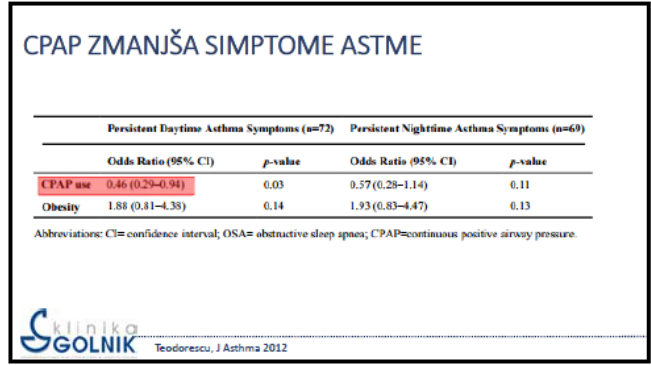 CPAP ZMANJŠA SIMPTOME ASTME
Persistent Daytime Asthma Symptoms (n=72) Persistent Nighttime Asthma Symptoms (n=69)
Odds Ratio (95% CI) p-value Odds Ratio (95% CI) p-value
CPAP use 0.46 (0.29–0.94) 0.03 0.57 (0.28–1.14) 0.11
Obesity 1.88 (0.81–4.38) 0.14 1.93 (0.83–4.47) 0.13
Abbreviations: CI= confidence interval; OSA= obstructive sleep apnea; CPAP=continuous positive airway pressure.
klinika
GOLNIK
Teodorescu, J Asthma 2012